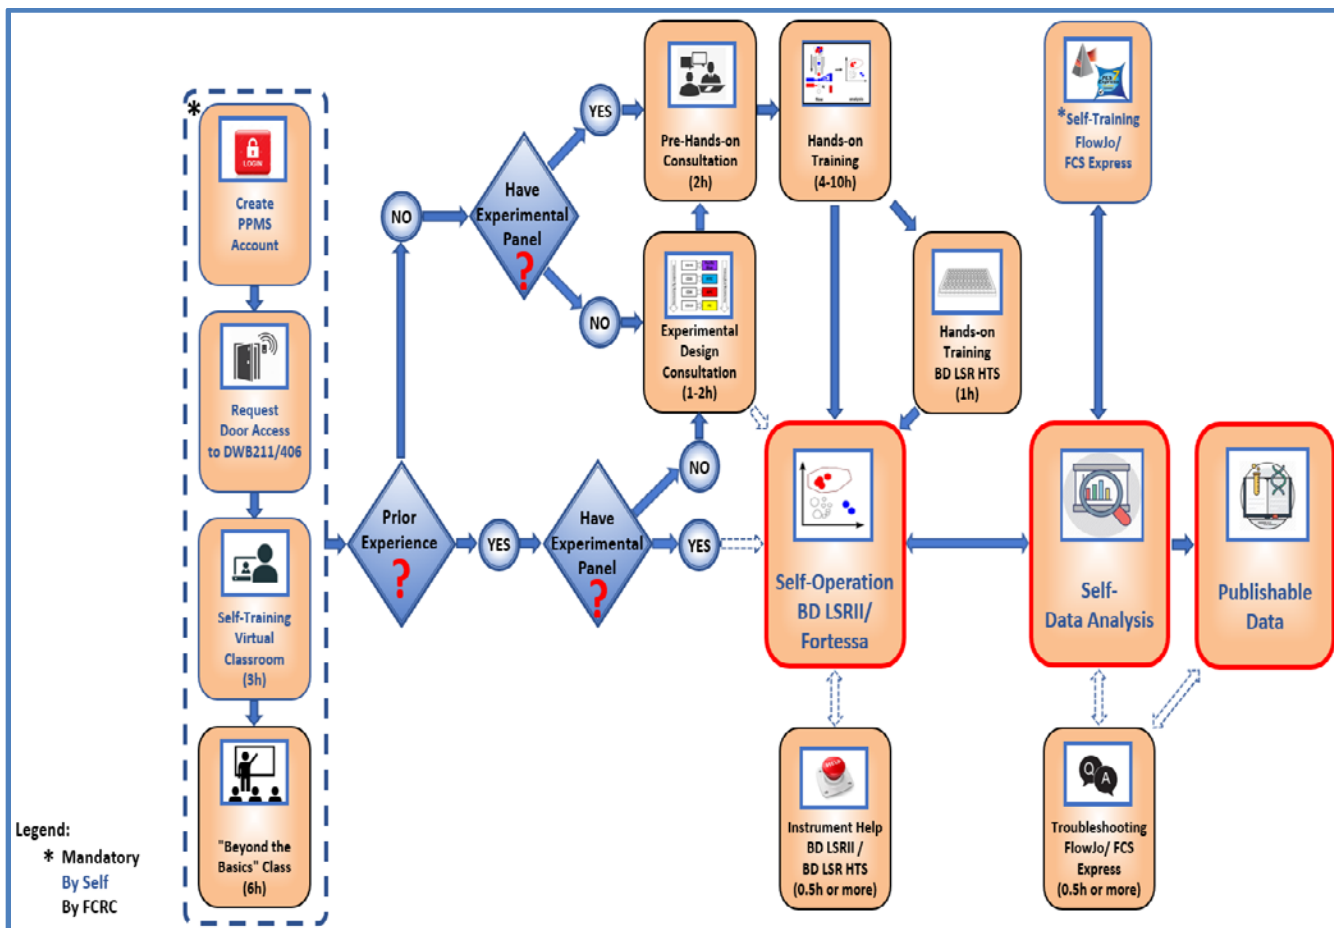 *
LOGIN
Create
PPMS
Account
Request
Door Access
to DWB211/406
Self-Training
Virtual
Classroom
(3h)
"Beyond the
Basics" Class
(6h)
Legend:
* Mandatory
By Self
By FCRC
Prior
Experience
?
NO
YES
Have
Experimental
Panel
?
YES
NO
Have
Experimental
Panel
?
NO
YES
Pre-Hands-on
Consultation
(2h)
Experimental
Design
Consultation
(1-2h)
Hands-on
Training
(4-10h)
Hands-on
Training
BD LSR HTS
(1h)
Self-Operation
BD LSRII/
Fortessa
Instrument Help
BD LSRII /
BD LSR HTS
(0.5h or more)
*Self-Training
FlowJo/
FCS Express
Self-
Data Analysis
Q
A
Troubleshooting
FlowJo/ FCS
Express
(0.5h or more)
Publishable
Data